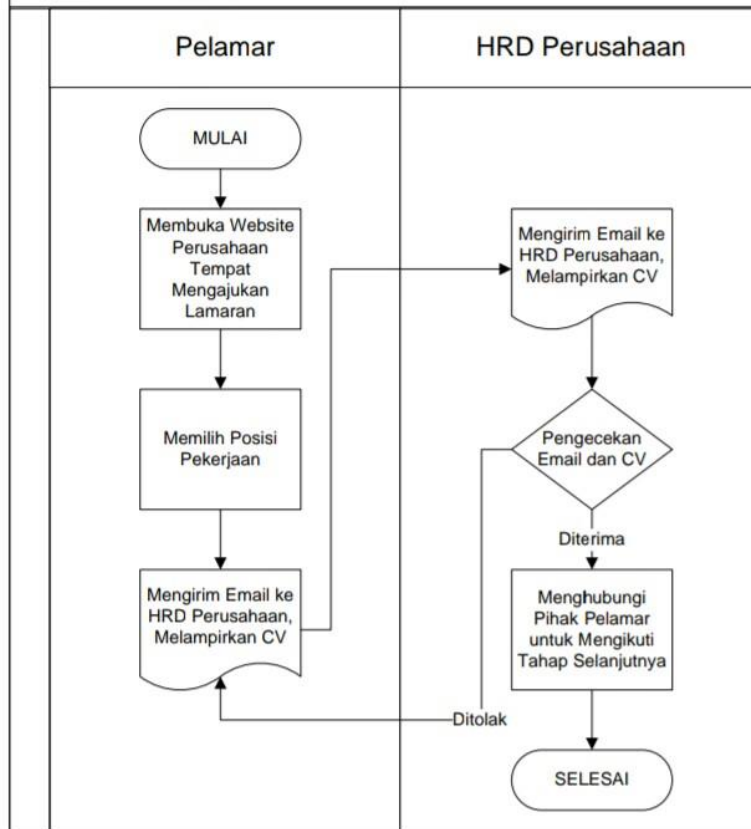 Pelamar
HRD Perusahaan
MULAI
Membuka Website
Perusahaan
Tempat
Mengajukan
Lamaran
Memilih Posisi
Pekerjaan
Mengirim Email ke
HRD Perusahaan,
Melampirkan CV
Mengirim Email ke
HRD Perusahaan,
Melampirkan CV
Pengecekan
Email dan CV
Diterima
Menghubungi
Pihak Pelamar
untuk Mengikuti
Tahap Selanjutnya
Ditolak
SELESAI